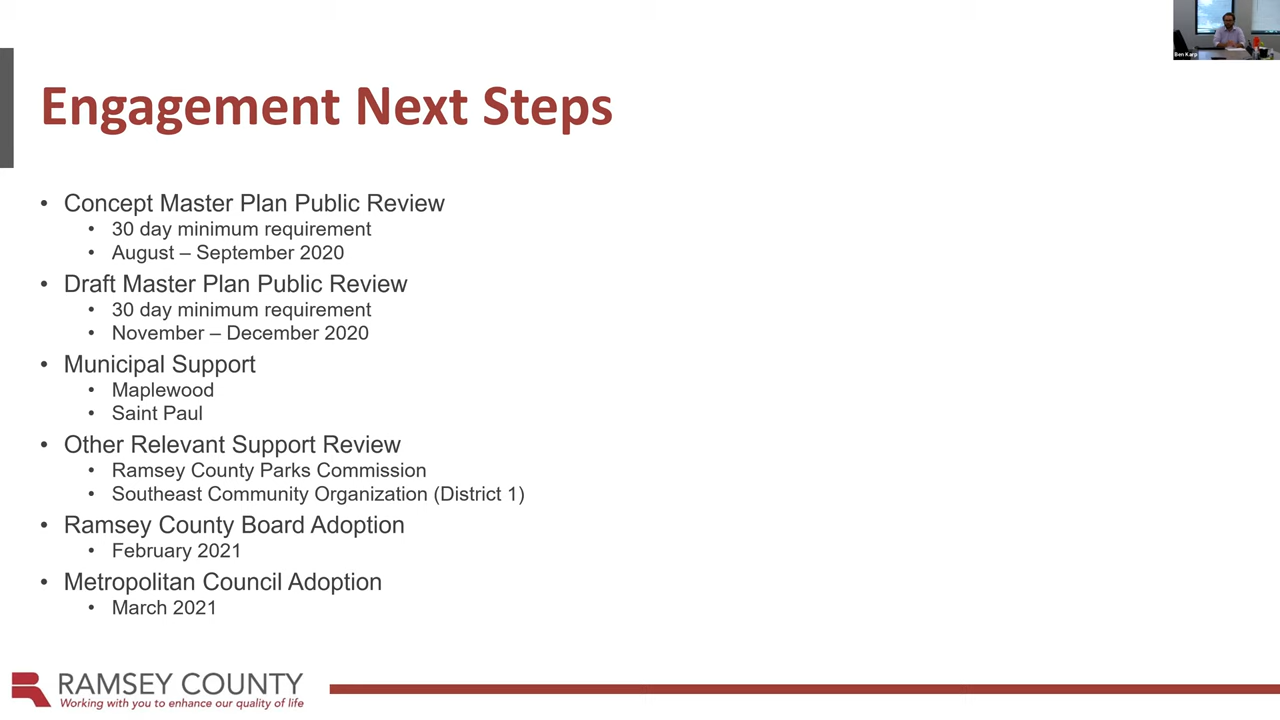 Ben Karp
Engagement Next Steps
• Concept Master Plan Public Review
• 30 day minimum requirement
• August – September 2020
• Draft Master Plan Public Review
• 30 day minimum requirement
• November – December 2020
• Municipal Support
• Maplewood
• Saint Paul
• Other Relevant Support Review
• Ramsey County Parks Commission
• Southeast Community Organization (District 1)
• Ramsey County Board Adoption
• February 2021
• Metropolitan Council Adoption
• March 2021
RAMSEY COUNTY
Working with you to enhance our quality of life